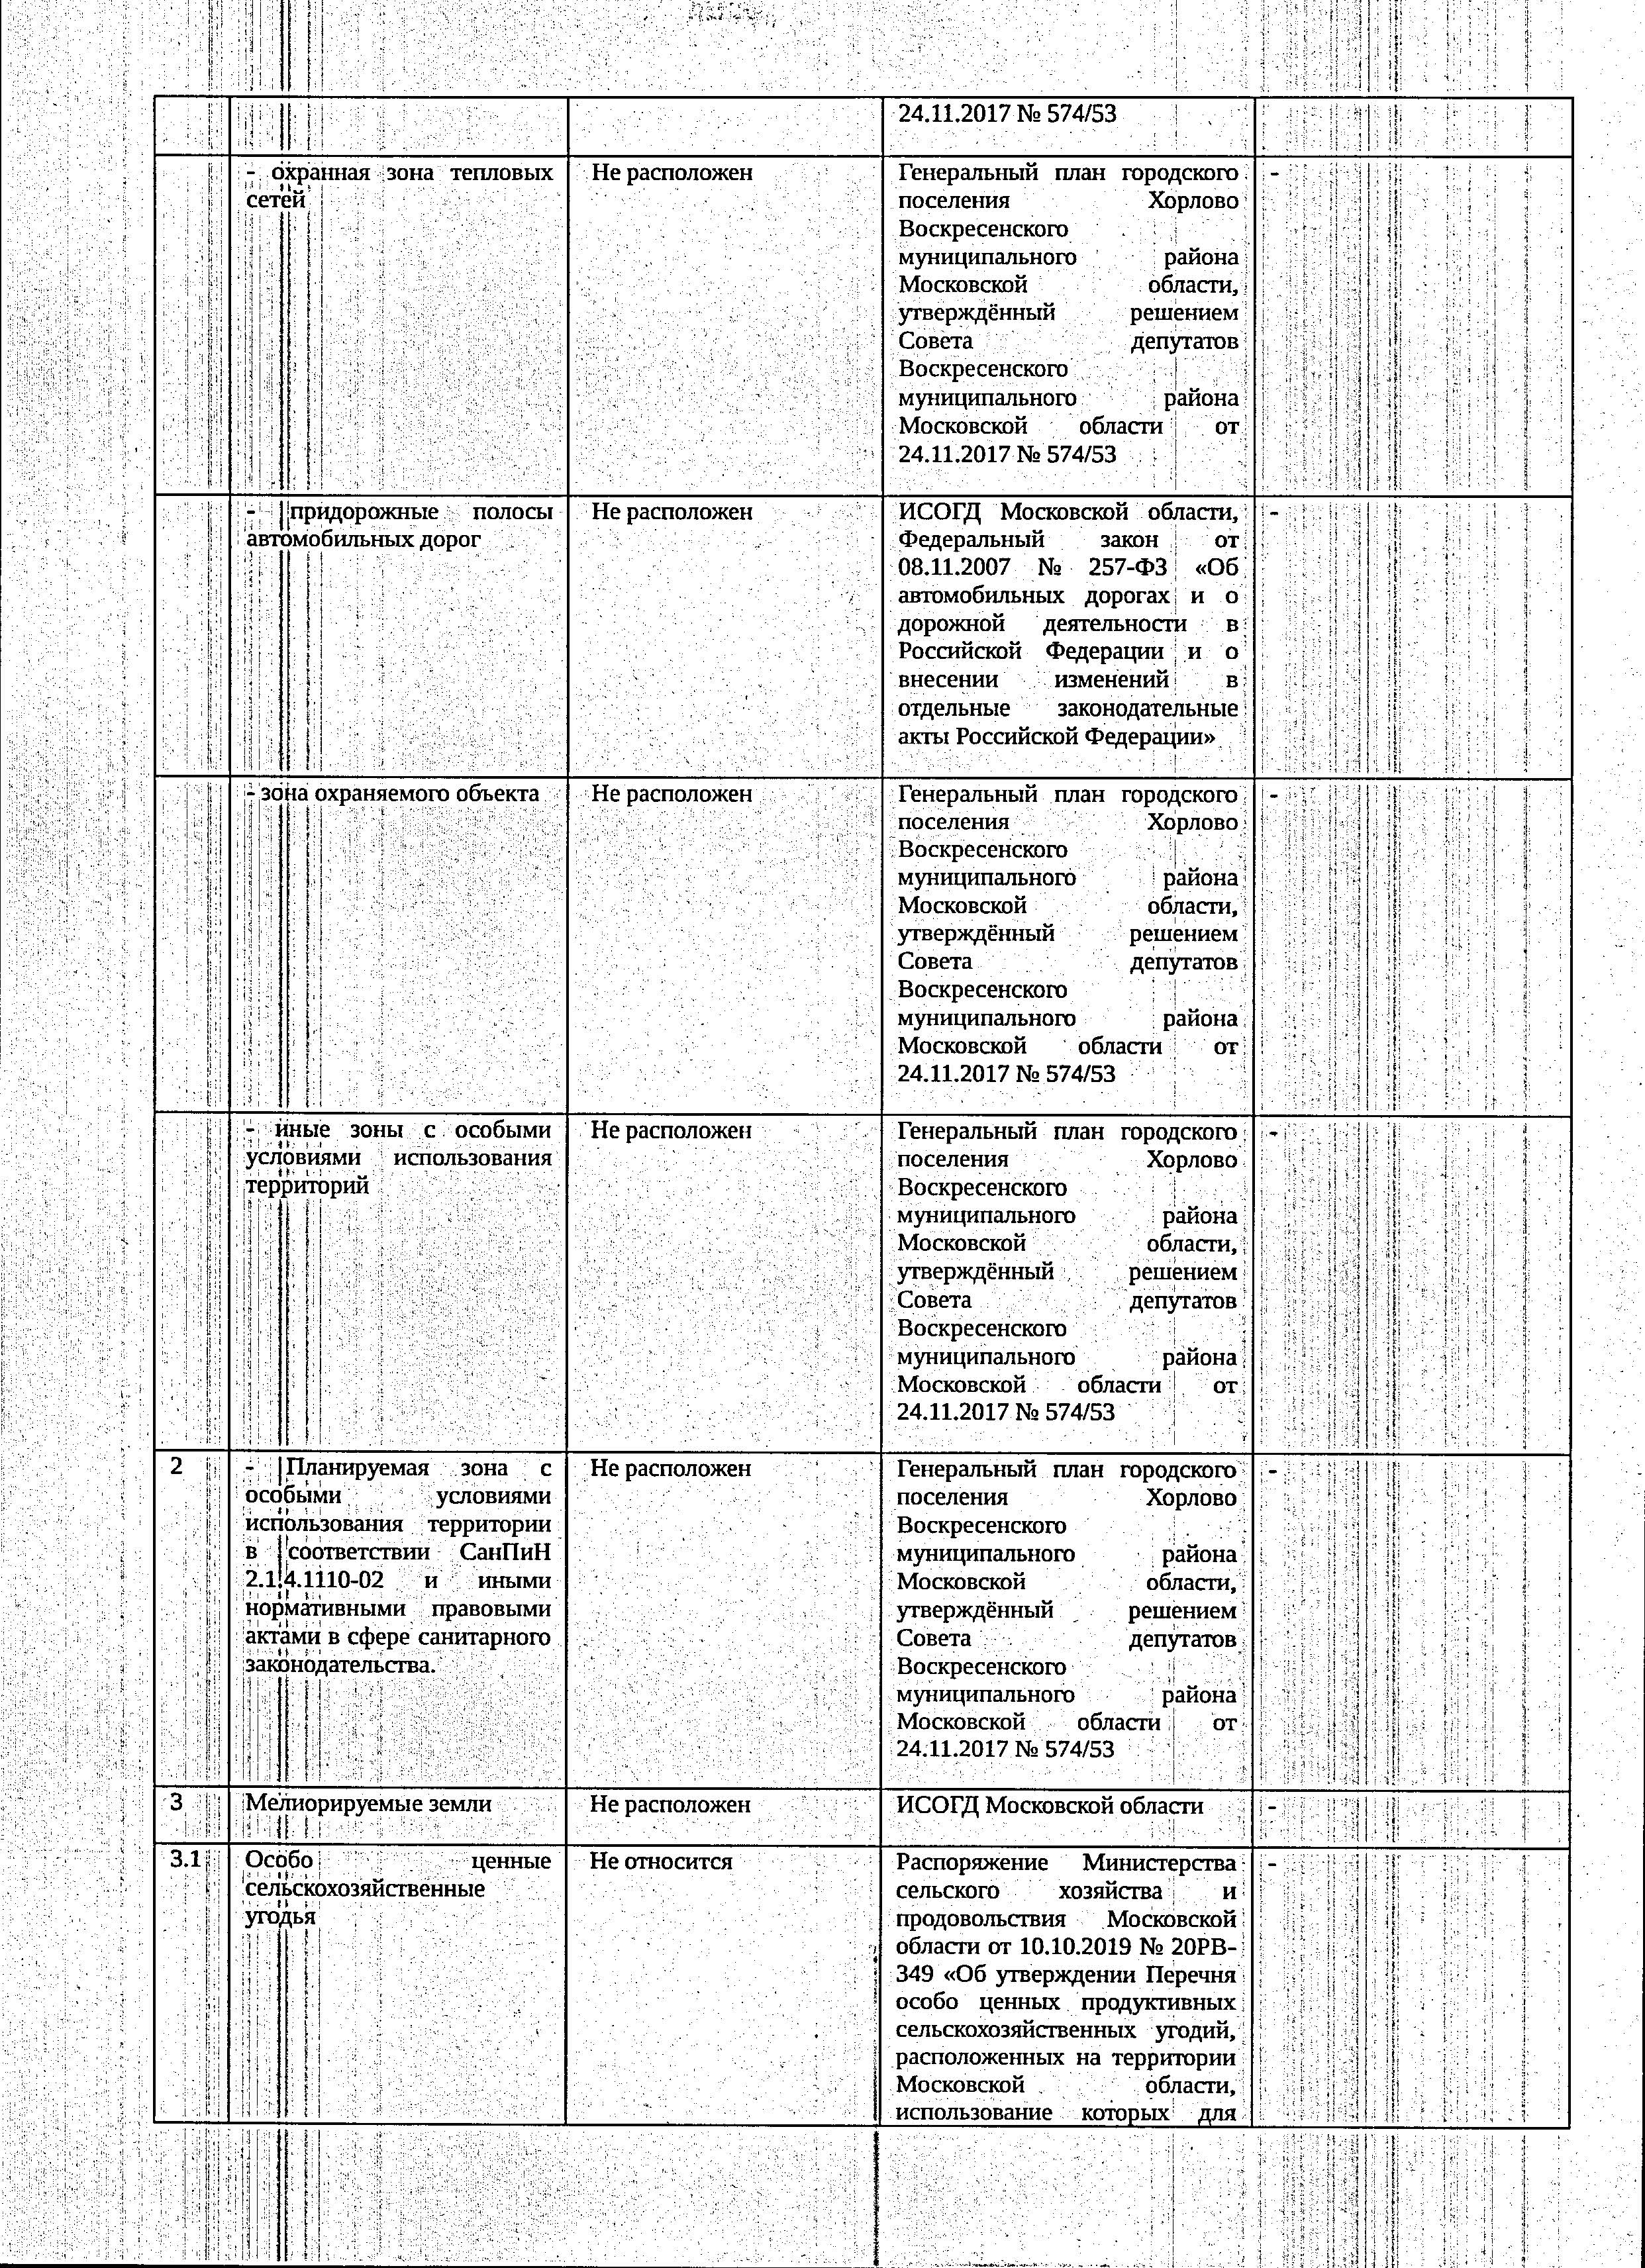 24.11.2017 № 574/53
- охранная зона тепловых
сетей
Не расположен
Генеральный план городского
поселения Хорлово
Воскресенского
муниципального района
Московской области,
утверждённый решением
Совета депутатов
Воскресенского
муниципального района
Московской области от
24.11.2017 № 574/53
-
- придорожные полосы
автомобильных дорог
Не расположен
ИСОГД Московской области,
Федеральный закон от
08.11.2007 № 257-ФЗ «Об
автомобильных дорогах и о
дорожной деятельности в
Российской Федерации и о
внесении изменений в
отдельные законодательные
акты Российской Федерации»
-
- зона охраняемого объекта
Не расположен
Генеральный план городского
поселения Хорлово
Воскресенского
муниципального района
Московской области,
утверждённый решением
Совета депутатов
Воскресенского
муниципального района
Московской области от
24.11.2017 № 574/53
-
- иные зоны с особыми
условиями использования
территорий
Не расположен
Генеральный план городского
поселения Хорлово
Воскресенского
муниципального района
Московской области,
утверждённый решением
Совета депутатов
Воскресенского
муниципального района
Московской области от
24.11.2017 № 574/53
-
2
- Планируемая зона с
особыми условиями
использования территории
в соответствии СанПиН
2.1.4.1110-02 и иными
нормативными правовыми
актами в сфере санитарного
законодательства.
Не расположен
Генеральный план городского
поселения Хорлово
Воскресенского
муниципального района
Московской области,
утверждённый решением
Совета депутатов
Воскресенского
муниципального района
Московской области от
24.11.2017 № 574/53
-
3
Мелиорируемые земли
Не расположен
ИСОГД Московской области
-
3.1
Особо ценные
сельскохозяйственные
угодья
Не относится
Распоряжение Министерства
сельского хозяйства и
продовольствия Московской
области от 10.10.2019 № 20РВ-
349 «Об утверждении Перечня
особо ценных продуктивных
сельскохозяйственных угодий,
расположенных на территории
Московской области,
использование которых для
-